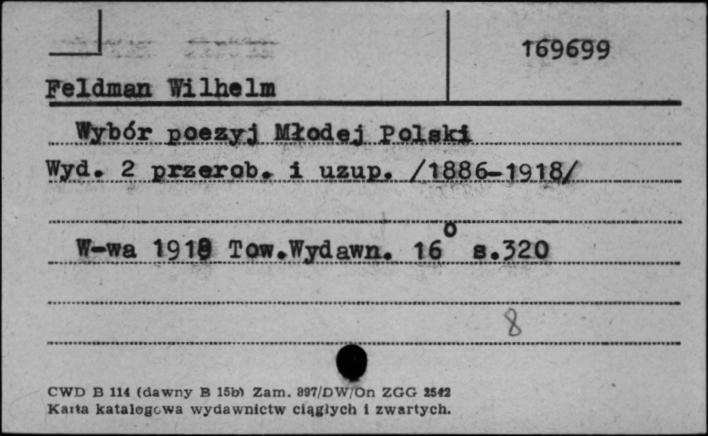 169699
Feldman Wilhelm
Wybór poezyj Młodej Polski
Wyd. 2 przerob. i uzup. /1886-1918/
W-wa 1918 Tow.Wydawn. 16° s.320
8
CWD B 114 (dawny B 15b) Zam. 897/DW/On ZGG 2542
Karta katalogowa wydawnictw ciągłych i zwartych.